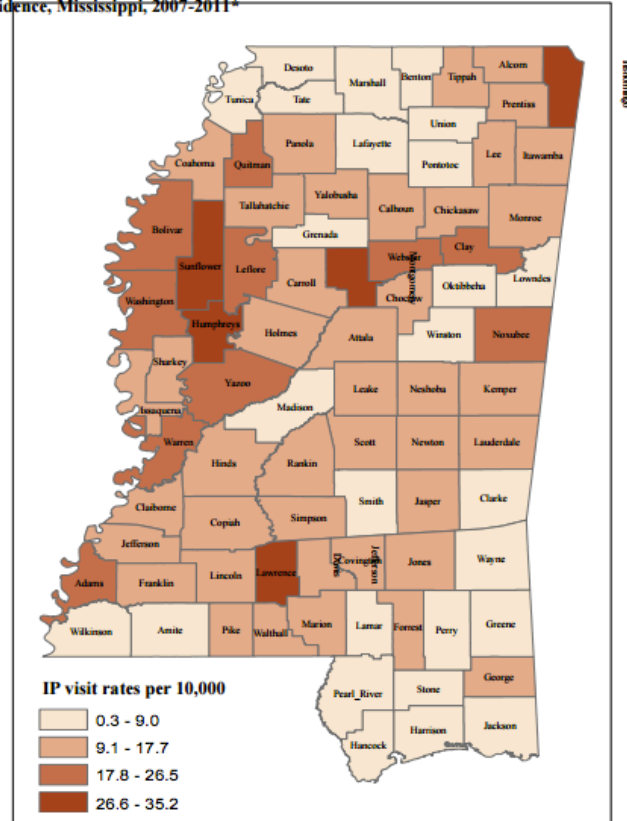 idence, Mississippi, 2007-2011*
Desoto
Marshall
Benton
Tippah
Alcorn
Tunica
Tate
Prentiss
Union
Panola
Lafayette
Coahoma
Quitman
Pontotoc
Lee
Itawamba
Tallahatchie
Yalobusha
Calhoun
Chickasaw
Monroe
Bolivar
Grenada
Sunflower
Leflore
Carroll
Webster
Clay
Montgomery
Lowndes
Oktibbeha
Choctaw
Washington
Humphreys
Holmes
Attala
Winston
Noxubee
Sharkey
Yazoo
Leake
Neshoba
Kemper
Issaquena
Madison
Warren
Scott
Newton
Lauderdale
Hinds
Rankin
Smith
Jasper
Clarke
Claiborne
Copiah
Simpson
Jefferson
Covington
Jefferson
Jones
Wayne
Adams
Franklin
Lincoln
Lawrence
Wilkinson
Amite
Pike
Walthall
Marion
Lamar
Forrest
Perry
Greene
George
Pearl_River
Stone
Hancock
Harrison
Jackson
IP visit rates per 10,000
0.3 - 9.0
9.1 - 17.7
17.8 - 26.5
26.6 - 35.2